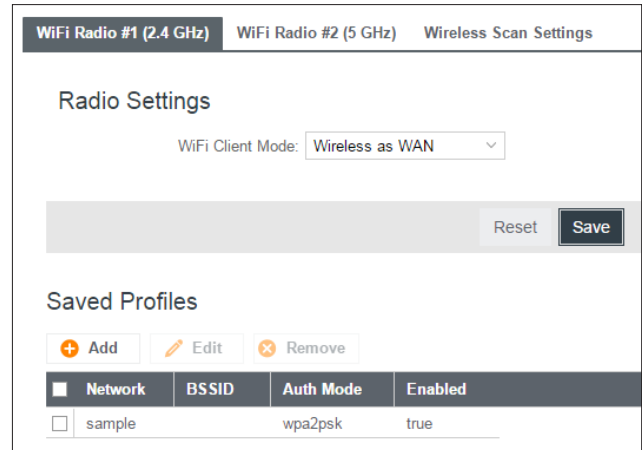 WiFi Radio #1 (2.4 GHz) WiFi Radio #2 (5 GHz) Wireless Scan Settings
Radio Settings
WiFi Client Mode: Wireless as WAN
Reset Save
Saved Profiles
Add Edit Remove
Network BSSID Auth Mode Enabled
sample wpa2psk true